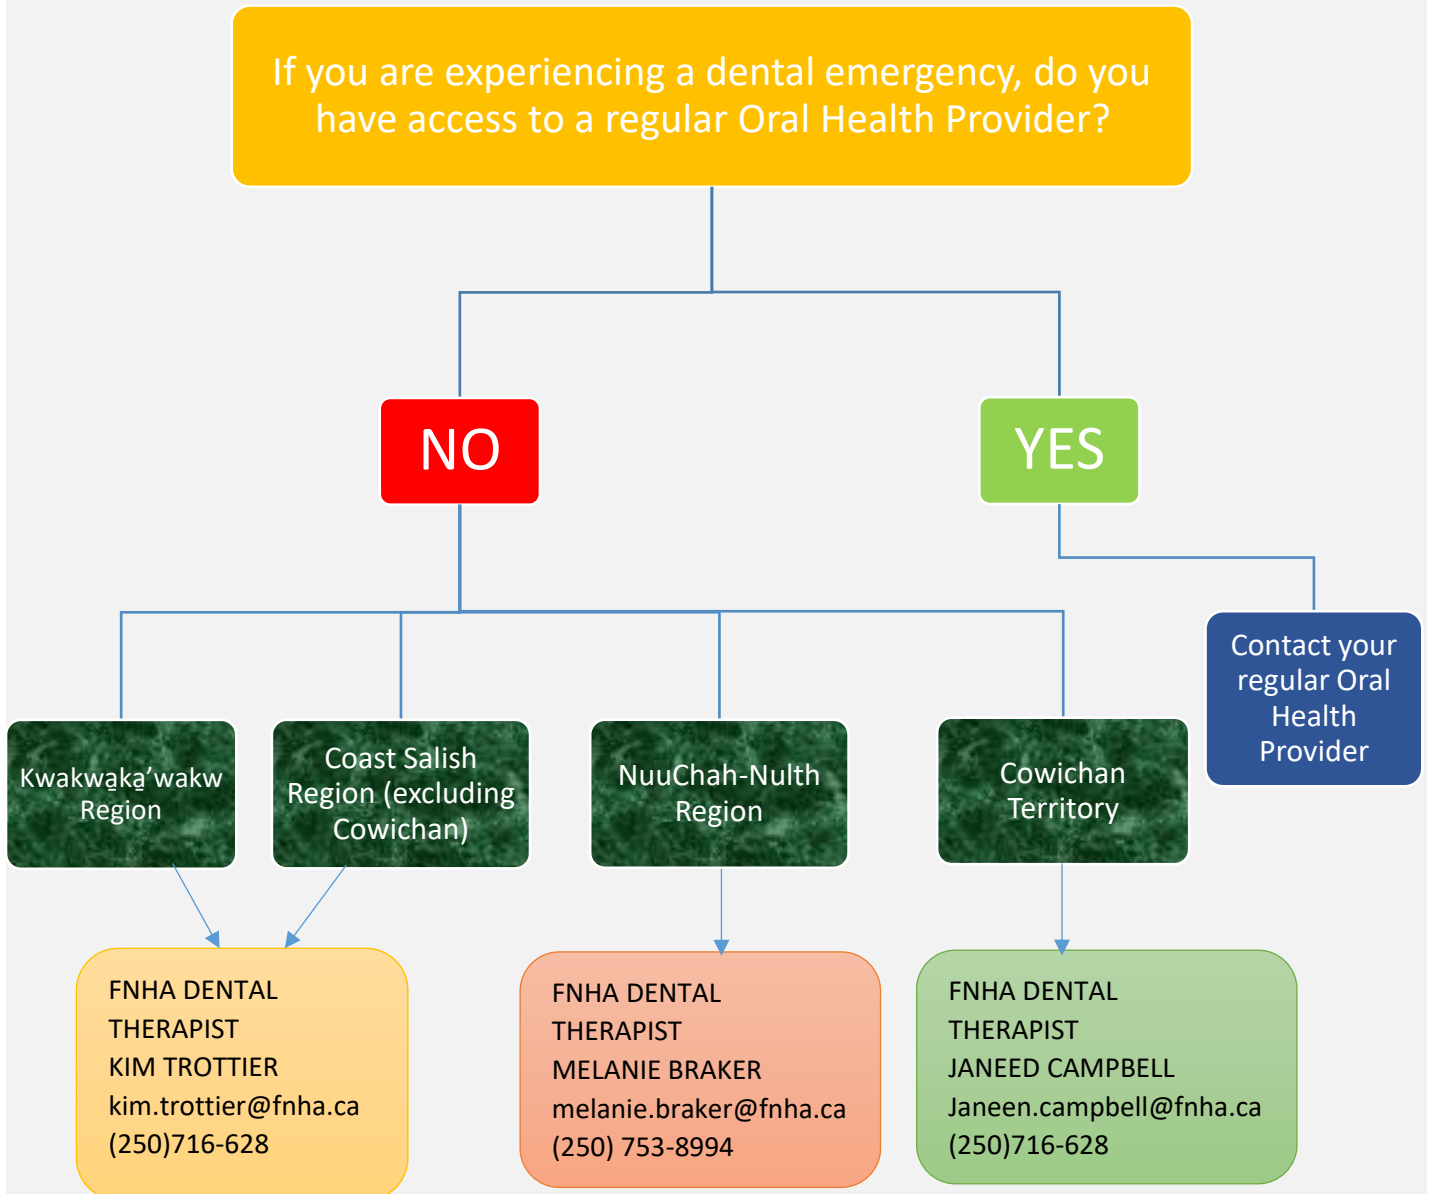 If you are experiencing a dental emergency, do you
have access to a regular Oral Health Provider?
NO
YES
Contact your
regular Oral
Health
Provider
Kwakwa̱ka̱’wakw
Region
Coast Salish
Region (excluding
Cowichan)
NuuChah-Nulth
Region
Cowichan
Territory
FNHA DENTAL
THERAPIST
KIM TROTTIER
kim.trottier@fnha.ca
(250)716-628
FNHA DENTAL
THERAPIST
MELANIE BRAKER
melanie.braker@fnha.ca
(250) 753-8994
FNHA DENTAL
THERAPIST
JANEED CAMPBELL
Janeen.campbell@fnha.ca
(250)716-628